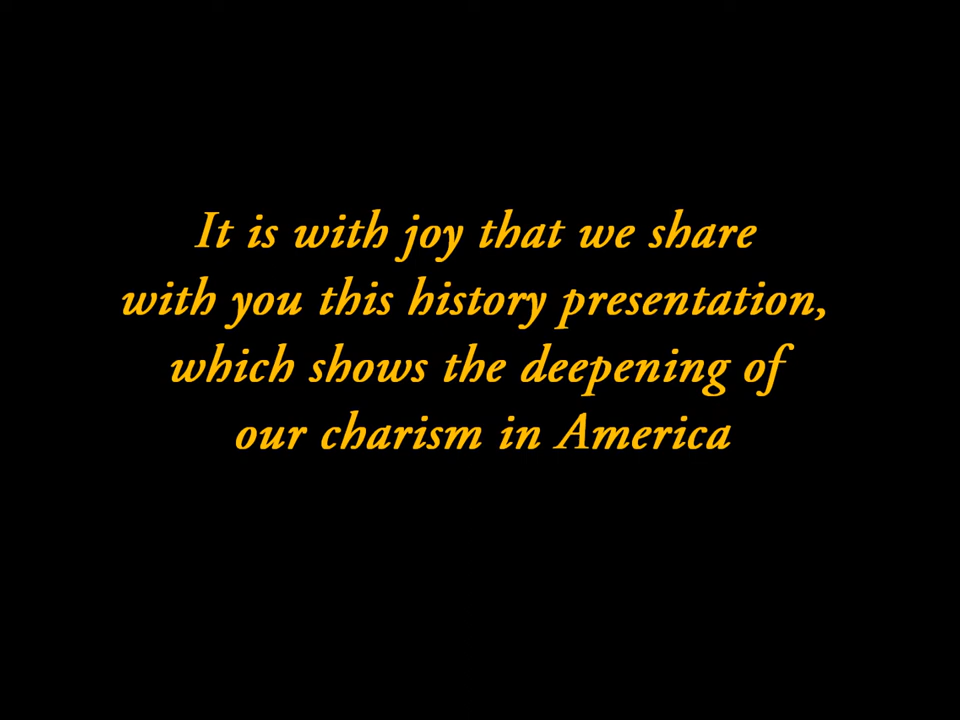 It is with joy that we share
with you this history presentation,
which shows the deepening of
our charism in America